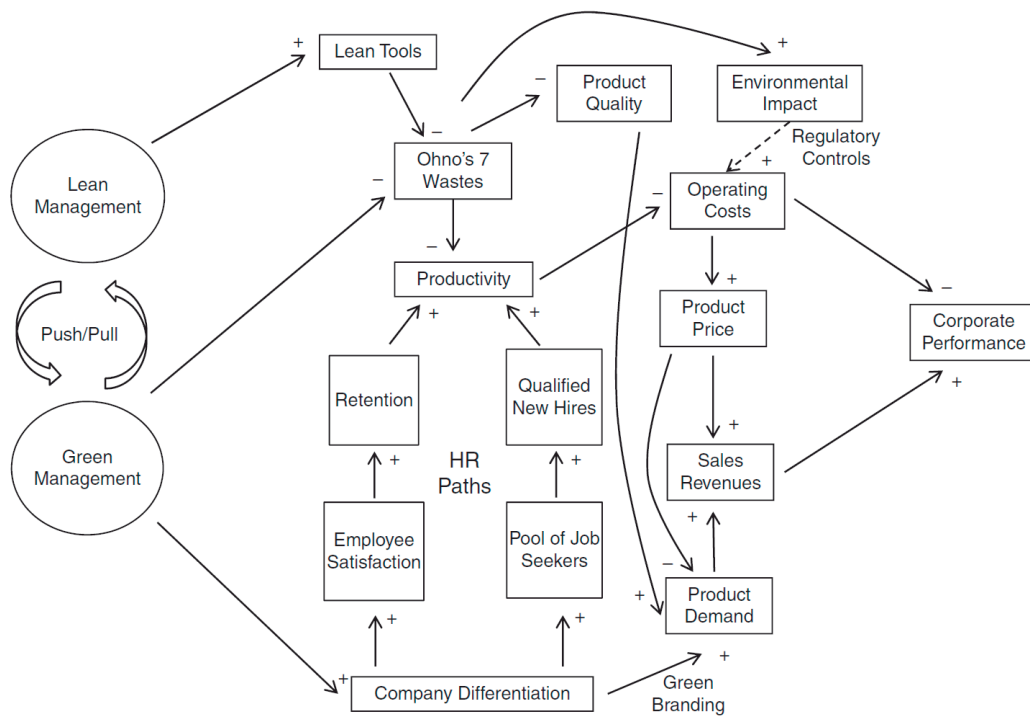 +
Lean Tools
+
−
Product
Quality
Environmental
Impact
−
Regulatory
Controls
Ohno's 7
Wastes
Lean
Management
−
+
−
Operating
Costs
−
Productivity
+
−
+
+
Product
Price
Corporate
Performance
Push/Pull
Retention
Qualified
New Hires
+
+
Green
Management
+
HR
Paths
+
Sales
Revenues
+
Employee
Satisfaction
Pool of Job
Seekers
−
+
Product
Demand
+
+
+
+
Company Differentiation
Green
Branding